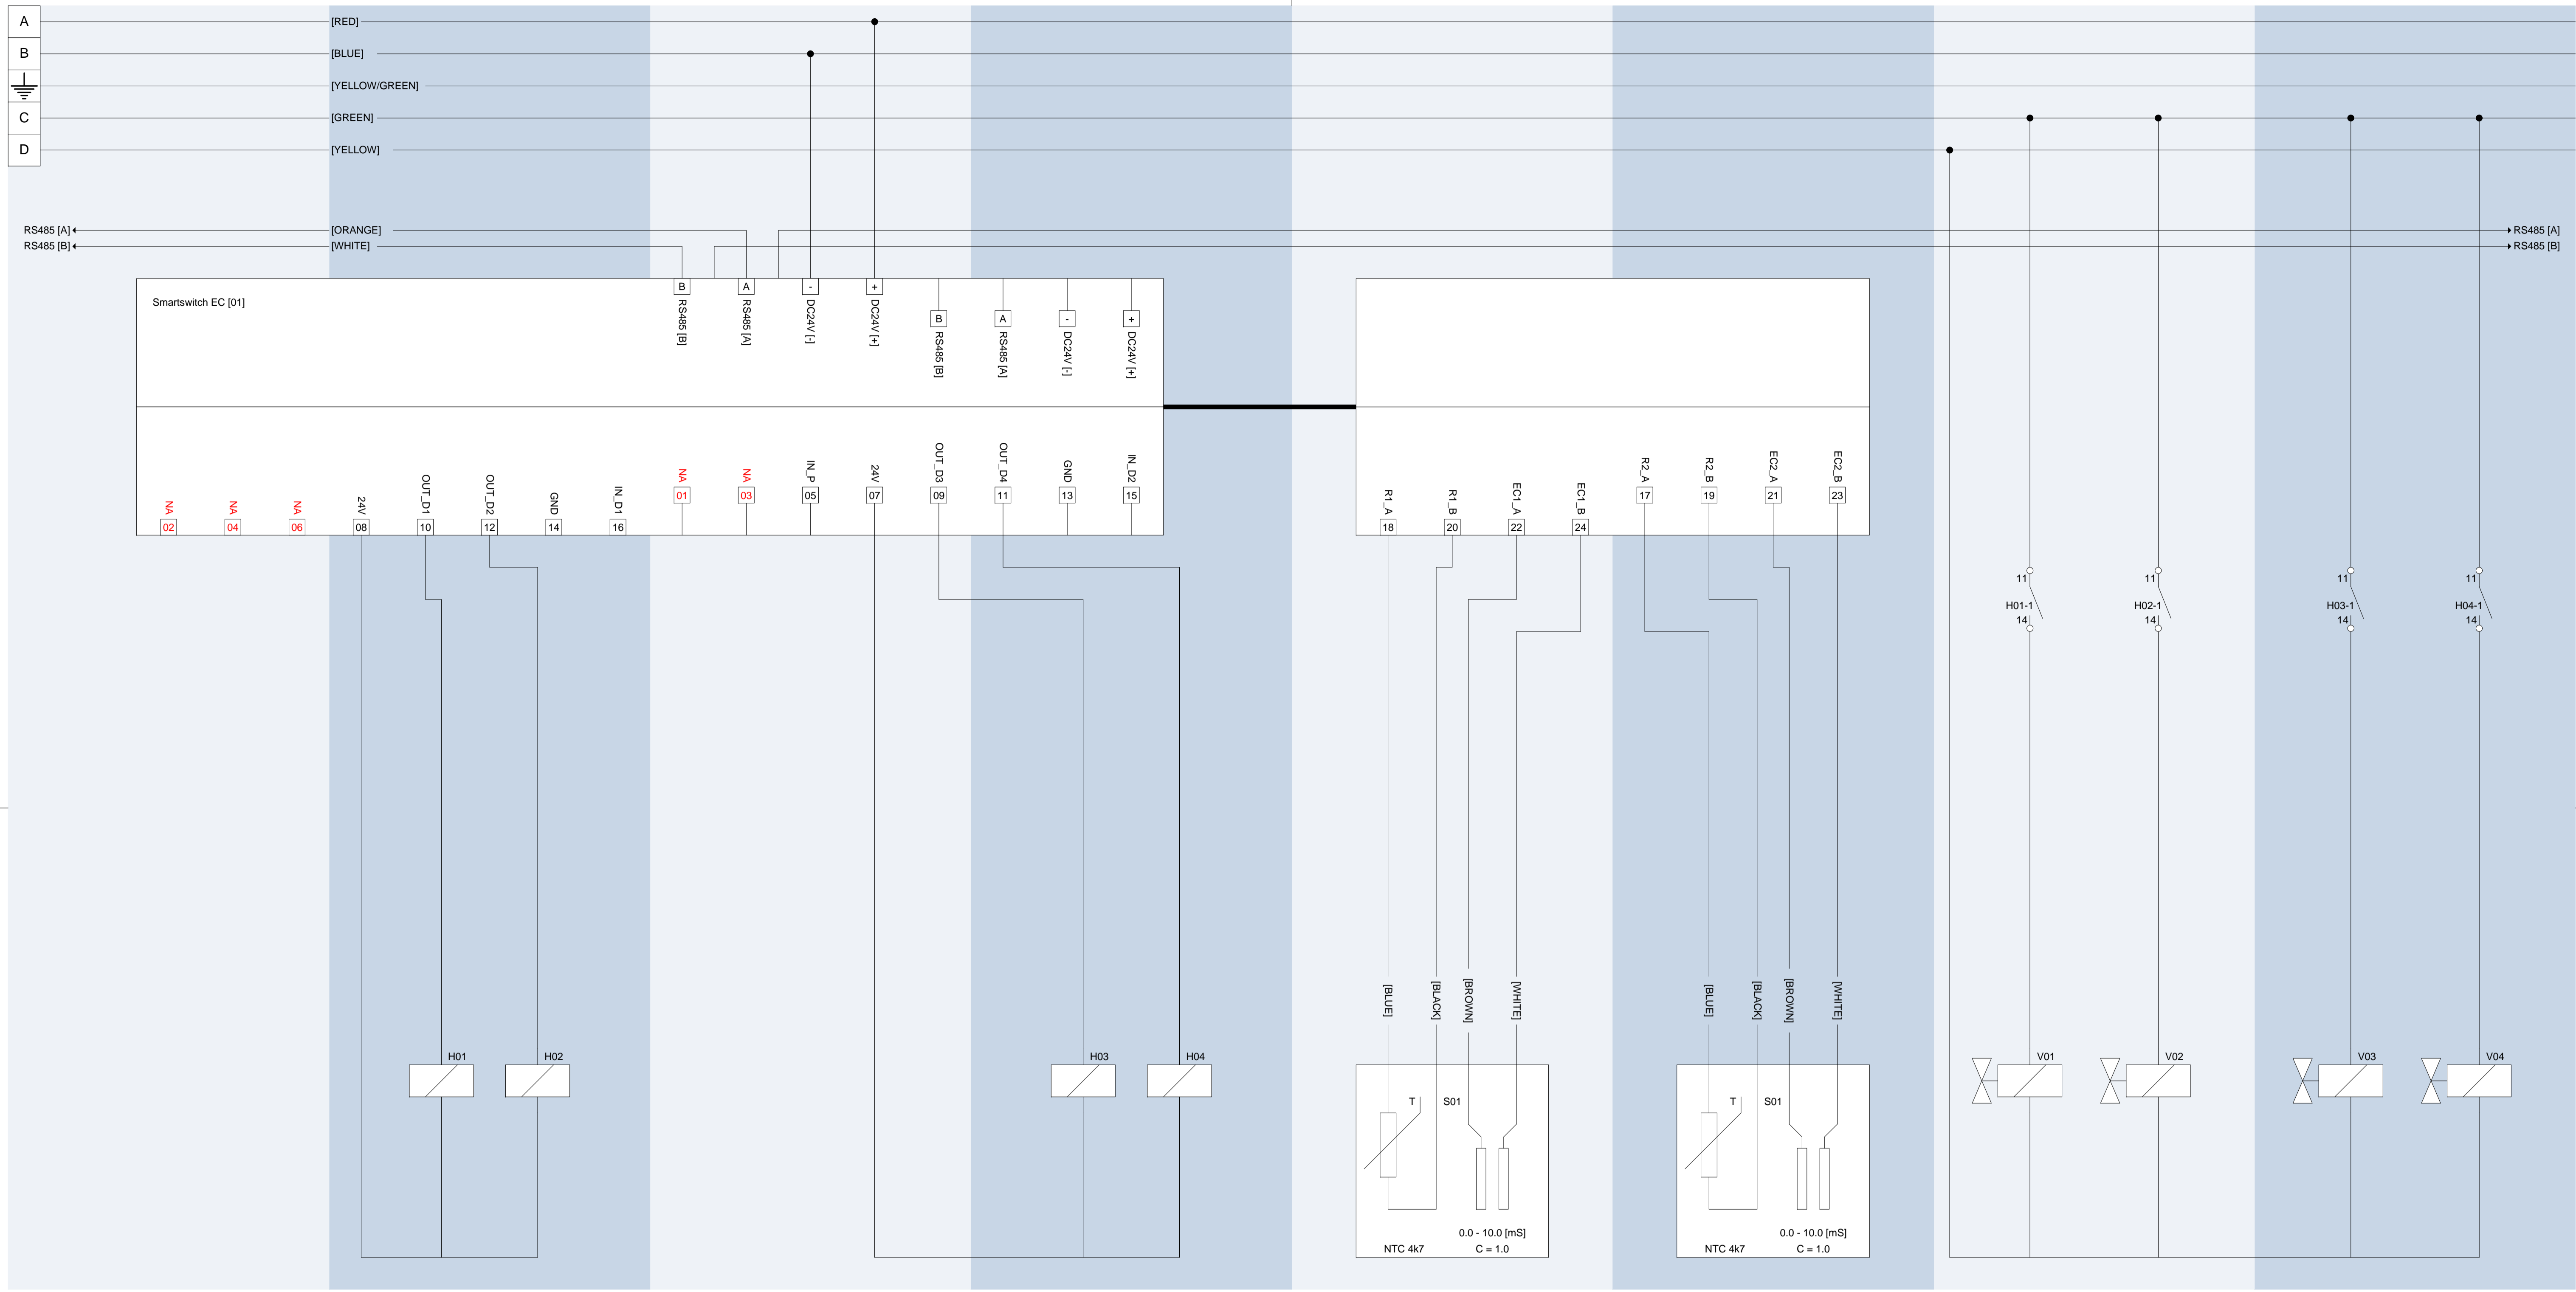 A [RED]
B [BLUE]
[YELLOW/GREEN]
C [GREEN]
D [YELLOW]
RS485 [A] [ORANGE] RS485 [A]
RS485 [B] [WHITE] RS485 [B]
Smartswitch EC [01]
B RS485 [B]
A RS485 [A]
- DC24V [-]
+ DC24V [+]
B RS485 [B]
A RS485 [A]
- DC24V [-]
+ DC24V [+]
NA 02
NA 04
NA 06
24V 08
OUT_D1 10
OUT_D2 12
GND 14
IN_D1 16
NA 01
NA 03
IN_P 05
24V 07
OUT_D3 09
OUT_D4 11
GND 13
IN_D2 15
R1_A 18
R1_B 20
EC1_A 22
EC1_B 24
R2_A 17
R2_B 19
EC2_A 21
EC2_B 23
11 11 11 11
H01-1 H02-1 H03-1 H04-1
14 14 14 14
[BLUE]
[BLACK]
[BROWN]
[WHITE]
[BLUE]
[BLACK]
[BROWN]
[WHITE]
H01 H02 H03 H04 V01 V02 V03 V04
T S01 T S01
0.0 - 10.0 [mS] 0.0 - 10.0 [mS]
NTC 4k7 C = 1.0 NTC 4k7 C = 1.0